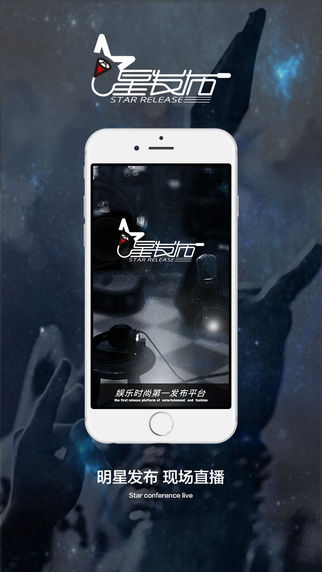 星发布
STAR RELEASE
星发布
STAR RELEASE
娱乐时尚第一发布平台
the first release platform of entertainment and fashion
明星发布 现场直播
Star conference live